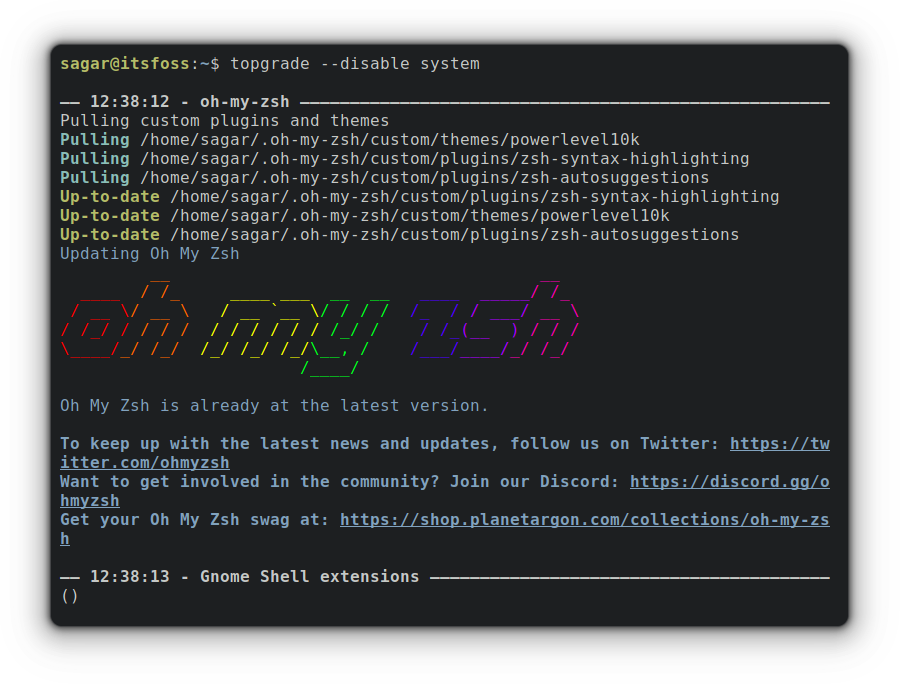 sagar@itsfoss:~$ topgrade --disable system
—— 12:38:12 - oh-my-zsh —————————————————————————————————————————————————————
Pulling custom plugins and themes
Pulling /home/sagar/.oh-my-zsh/custom/themes/powerlevel10k
Pulling /home/sagar/.oh-my-zsh/custom/plugins/zsh-syntax-highlighting
Pulling /home/sagar/.oh-my-zsh/custom/plugins/zsh-autosuggestions
Up-to-date /home/sagar/.oh-my-zsh/custom/plugins/zsh-syntax-highlighting
Up-to-date /home/sagar/.oh-my-zsh/custom/themes/powerlevel10k
Up-to-date /home/sagar/.oh-my-zsh/custom/plugins/zsh-autosuggestions
Updating Oh My Zsh
oh my zsh
Oh My Zsh is already at the latest version.
To keep up with the latest news and updates, follow us on Twitter: https://tw
itter.com/ohmyzsh
Want to get involved in the community? Join our Discord: https://discord.gg/o
hmyzsh
Get your Oh My Zsh swag at: https://shop.planetargon.com/collections/oh-my-zs
h
—— 12:38:13 - Gnome Shell extensions ————————————————————————————————————————
()